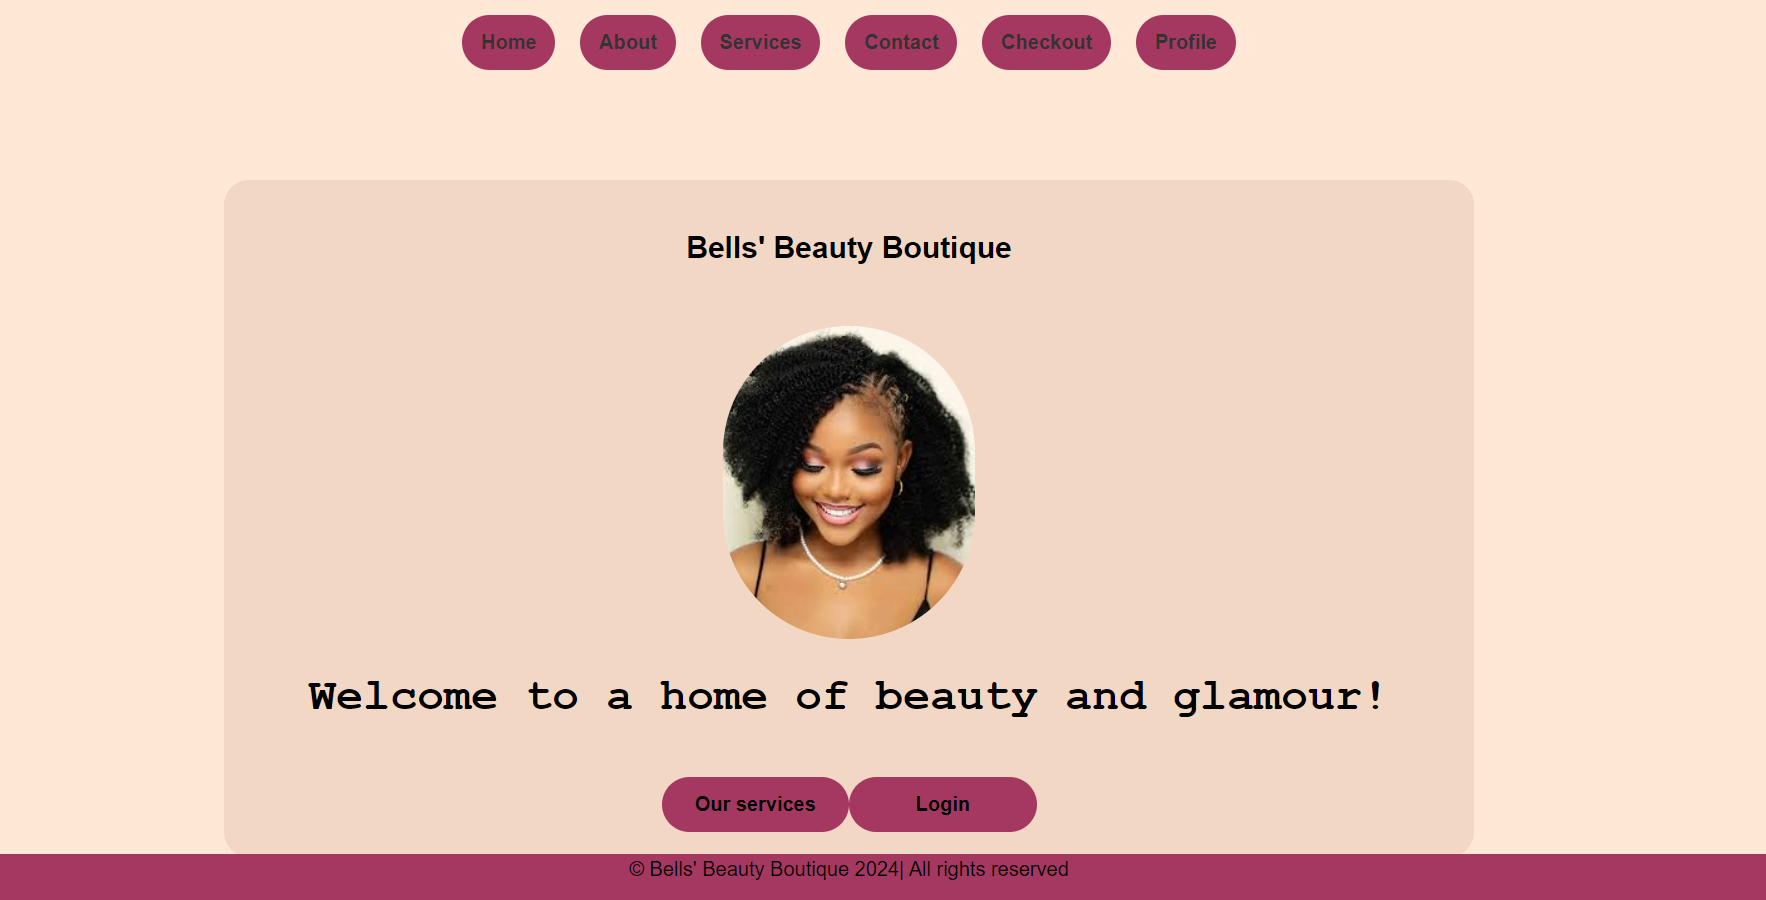 Home About Services Contact Checkout Profile
Bells' Beauty Boutique
Welcome to a home of beauty and glamour!
Our services Login
© Bells' Beauty Boutique 2024| All rights reserved